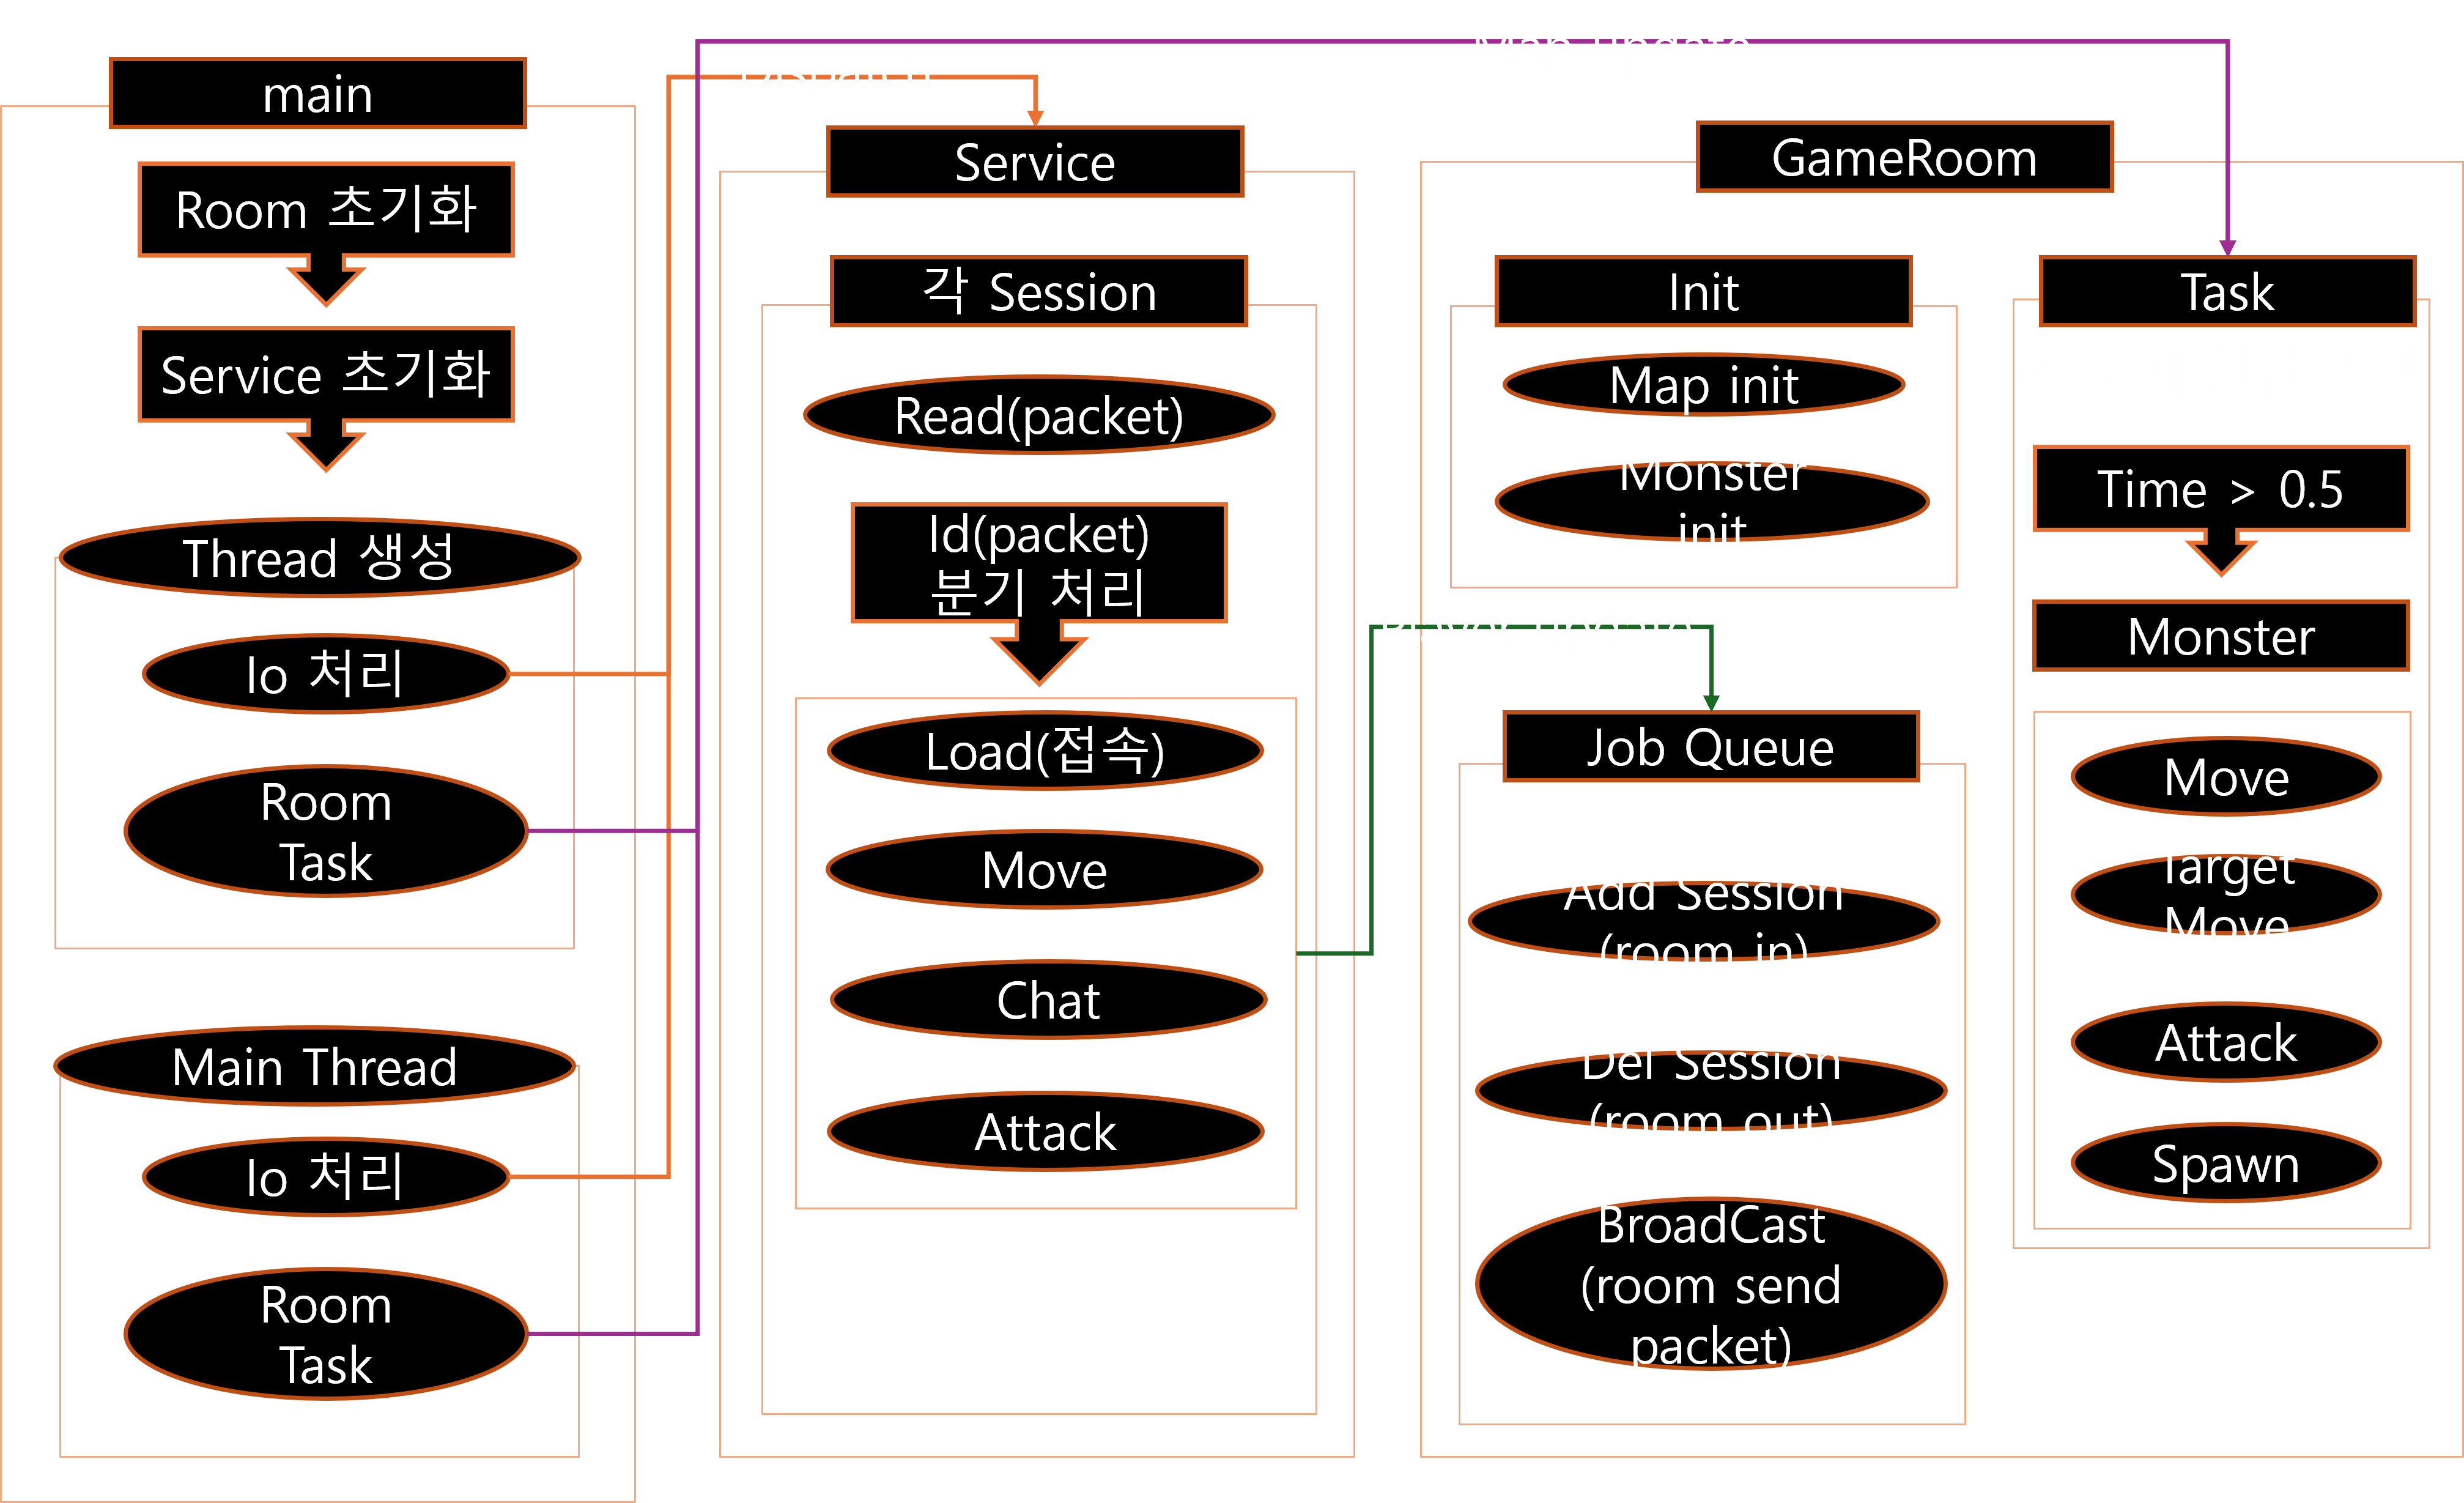 main
Room 초기화
Service 초기화
Thread 생성
Io 처리
Room
Task
Main Thread
Io 처리
Room
Task
Service
각 Session
Read(packet)
Id(packet)
분기 처리
Load(접속)
Move
Chat
Attack
GameRoom
Init
Map init
Monster
init
Job Queue
Add Session
(room in)
Del Session
(room out)
BroadCast
(room send
packet)
Task
Time > 0.5
Monster
Move
Target
Move
Attack
Spawn